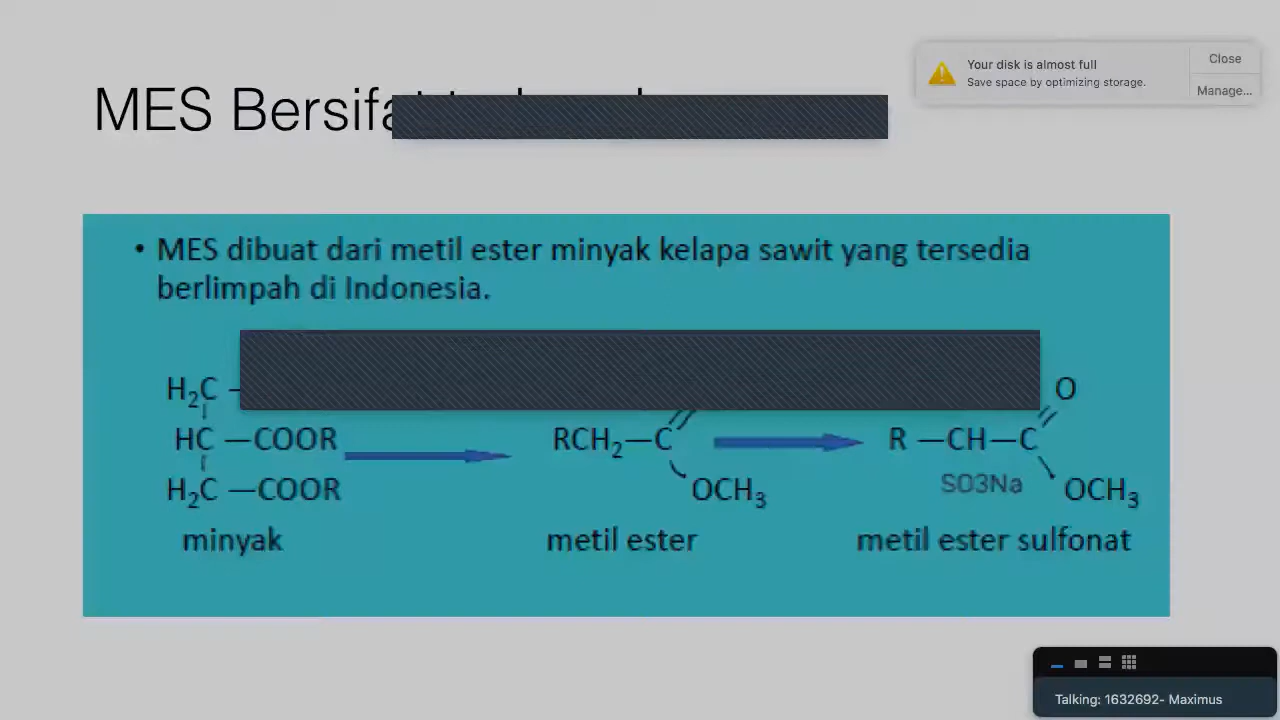 MES
Your disk is almost full
Save space by optimizing storage.
Close
Manage...
• MES dibuat dari metil ester minyak kelapa sawit yang tersedia
berlimpah di Indonesia.
H₂C — O
HC —COOR RCH₂—C R —CH—C
SO3Na
H₂C —COOR OCH₃ OCH₃
minyak metil ester metil ester sulfonat
Talking: 1632692- Maximus